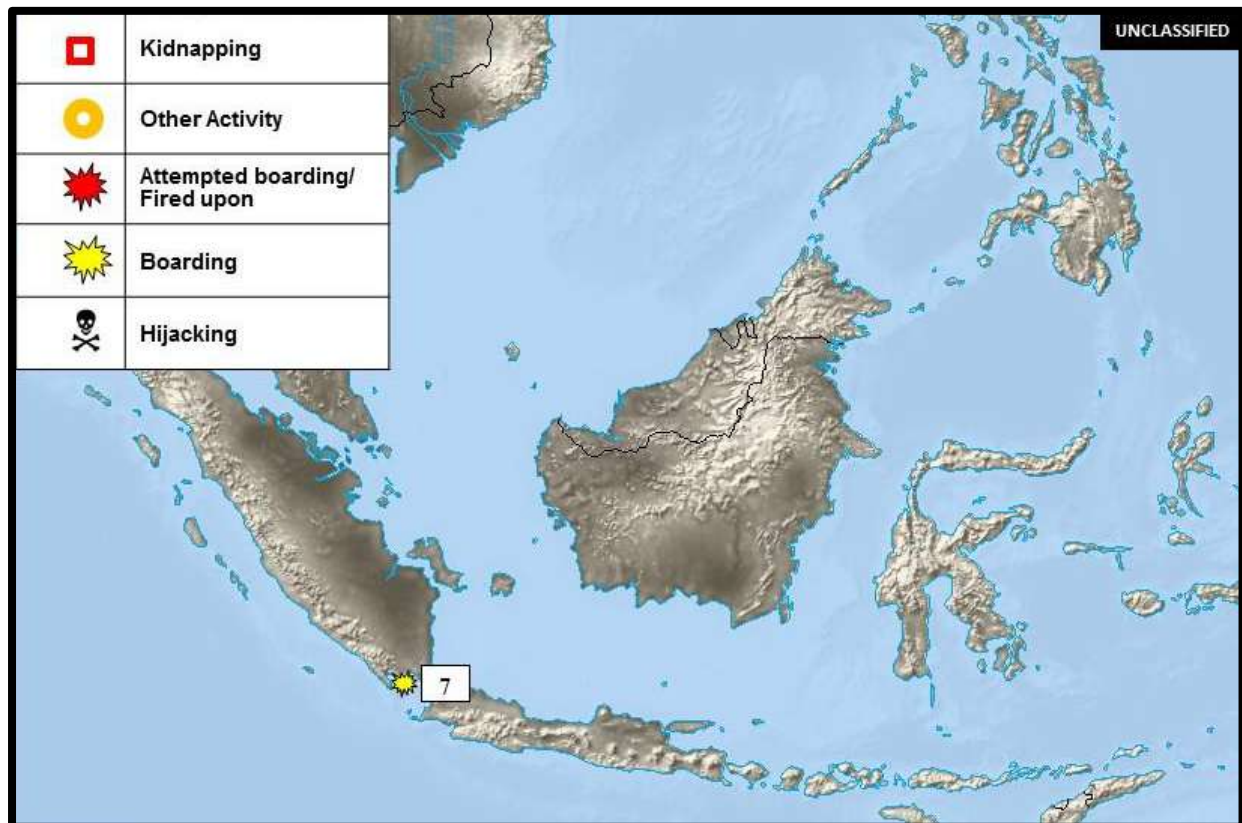 UNCLASSIFIED
Kidnapping
Other Activity
Attempted boarding/
Fired upon
Boarding
Hijacking
7